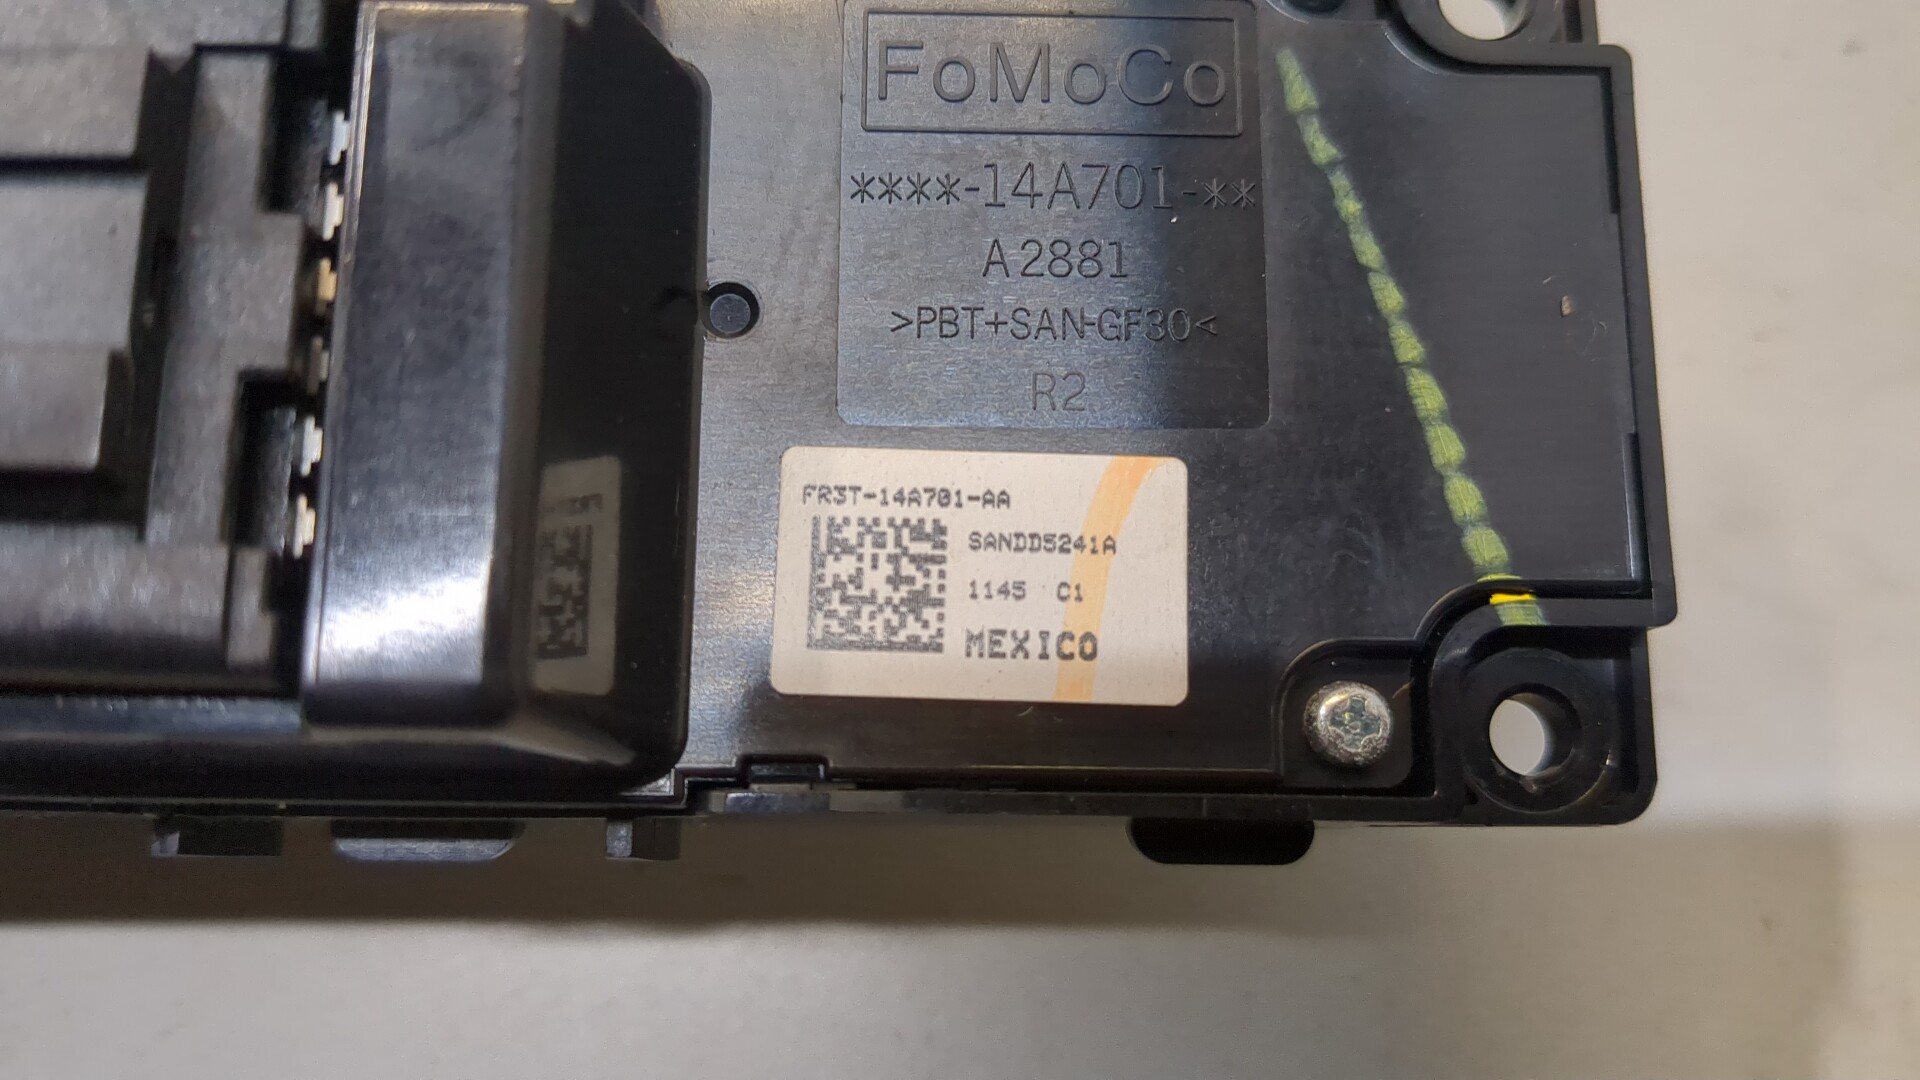 FoMoCo
****-14A701-**
A2881
>PBT+SAN-GF30<
R2
FR3T-14A701-AA
SANDD5241A
1145 C1
MEXICO